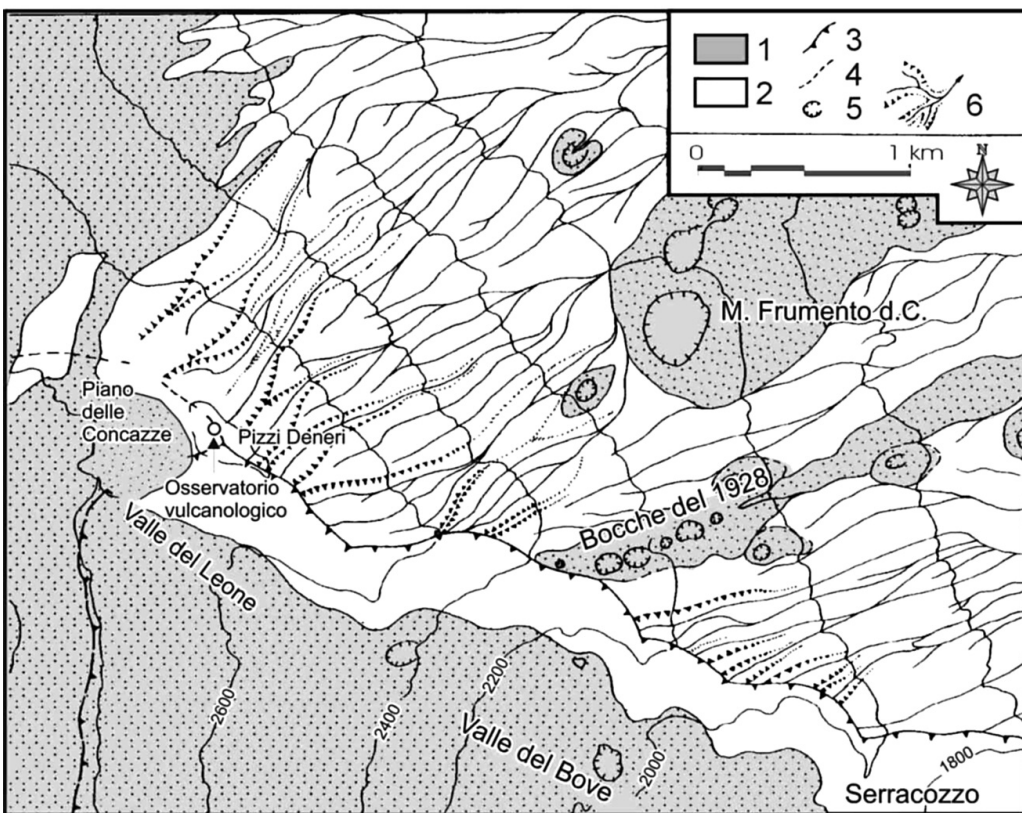 1
2
3
4
5
6
0 1 km
N
M. Frumento d.C.
Piano
delle
Concazze
Pizzi Deneri
Osservatorio
vulcanologico
Bocche del 1928
Valle del Leone
2600
2400
2200
Valle del Bove
2000
1800
Serracozzo